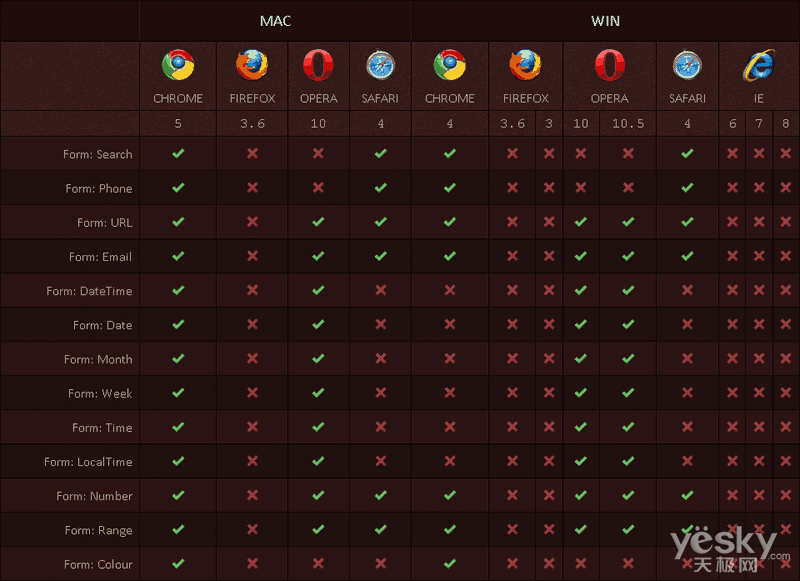 MAC WIN
CHROME FIREFOX OPERA SAFARI CHROME FIREFOX OPERA SAFARI IE
5 3.6 10 4 4 3.6 3 10 10.5 4 6 7 8
Form: Search
Form: Phone
Form: URL
Form: Email
Form: DateTime
Form: Date
Form: Month
Form: Week
Form: Time
Form: LocalTime
Form: Number
Form: Range
Form: Colour
yesky
天极网.com